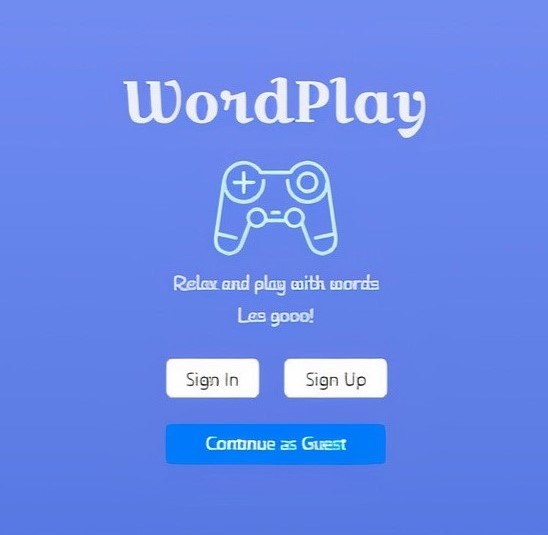 WordPlay
Relax and play with words
Les gooo!
Sign In Sign Up
Continue as Guest